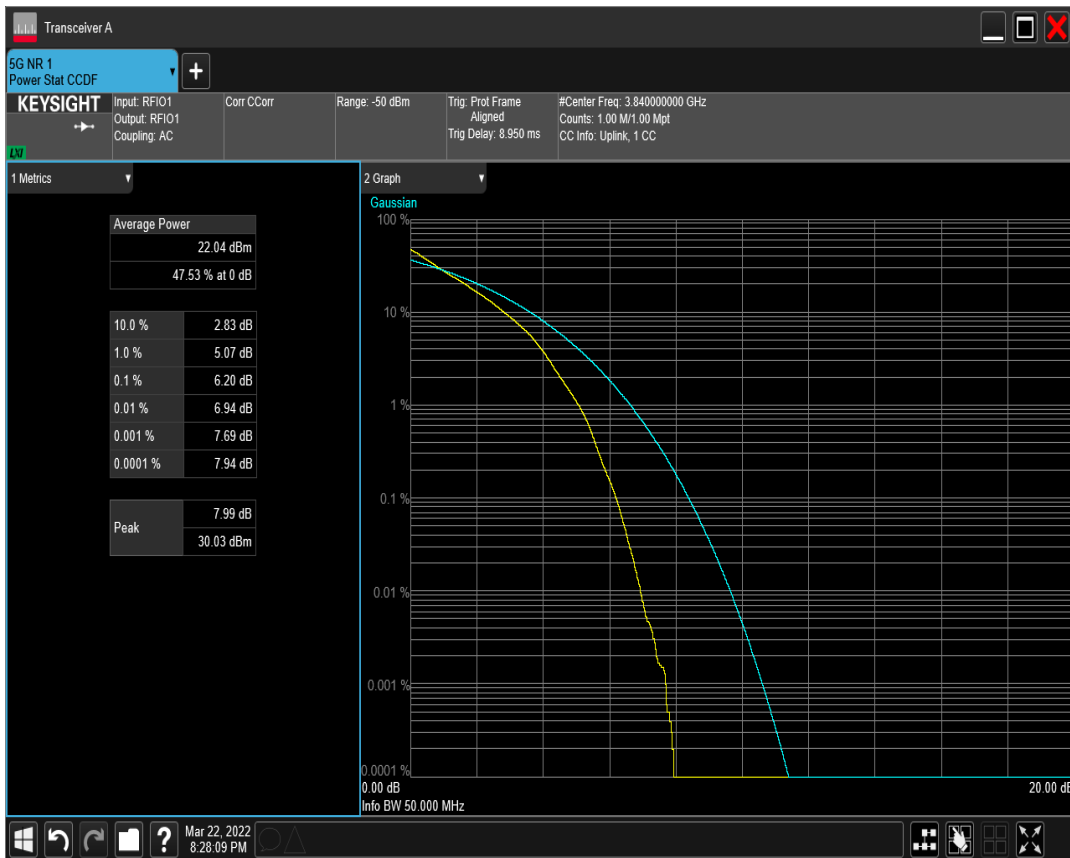 Transceiver A
5G NR 1
Power Stat CCDF
+
KEYSIGHT
LXI
Input: RFIO1
Output: RFIO1
Coupling: AC
Corr CCorr
Range: -50 dBm
Trig: Prot Frame
Aligned
Trig Delay: 8.950 ms
#Center Freq: 3.840000000 GHz
Counts: 1.00 M/1.00 Mpt
CC Info: Uplink, 1 CC
1 Metrics
Average Power
22.04 dBm
47.53 % at 0 dB
10.0 % 2.83 dB
1.0 % 5.07 dB
0.1 % 6.20 dB
0.01 % 6.94 dB
0.001 % 7.69 dB
0.0001 % 7.94 dB
Peak
7.99 dB
30.03 dBm
2 Graph
Gaussian
100 %
10 %
1 %
0.1 %
0.01 %
0.001 %
0.0001 %
0.00 dB 20.00 dB
Info BW 50.000 MHz
?
Mar 22, 2022
8:28:09 PM